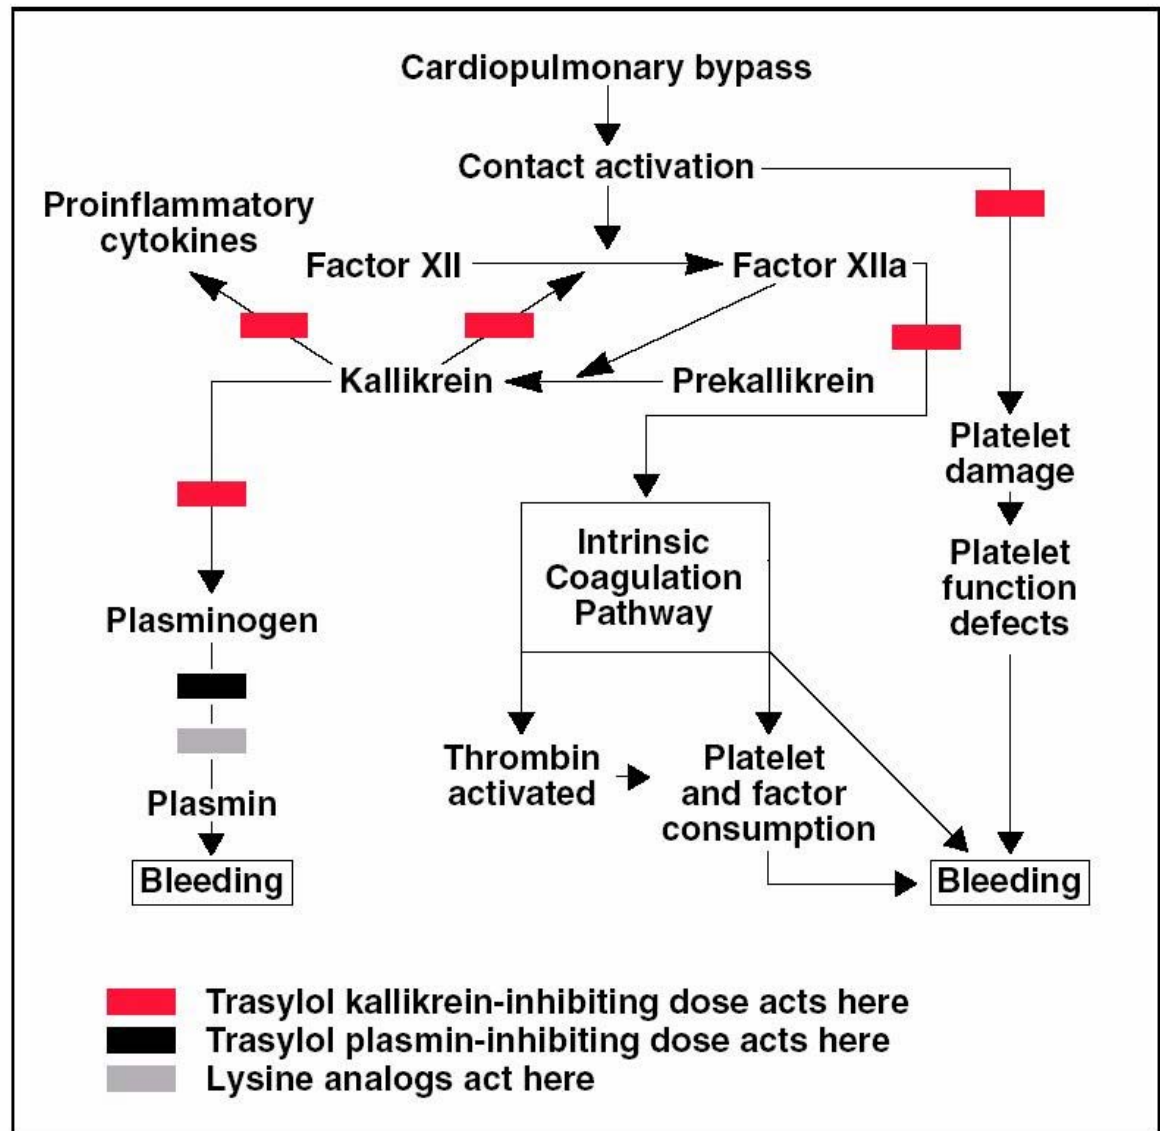 Cardiopulmonary bypass
Contact activation
Proinflammatory
cytokines
Factor XII
Factor XIIa
Kallikrein
Prekallikrein
Platelet
damage
Intrinsic
Coagulation
Pathway
Platelet
function
defects
Plasminogen
Thrombin
activated
Platelet
and factor
consumption
Plasmin
Bleeding
Bleeding
Trasylol kallikrein-inhibiting dose acts here
Trasylol plasmin-inhibiting dose acts here
Lysine analogs act here